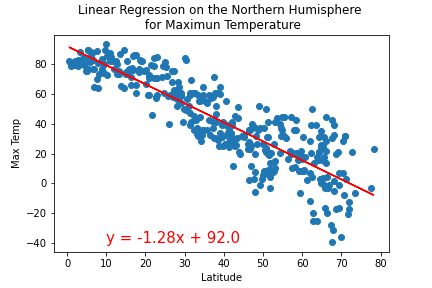 Linear Regression on the Northern Humisphere
for Maximun Temperature
Max Temp
80
60
40
20
0
−20
−40
y = -1.28x + 92.0
0 10 20 30 40 50 60 70 80
Latitude